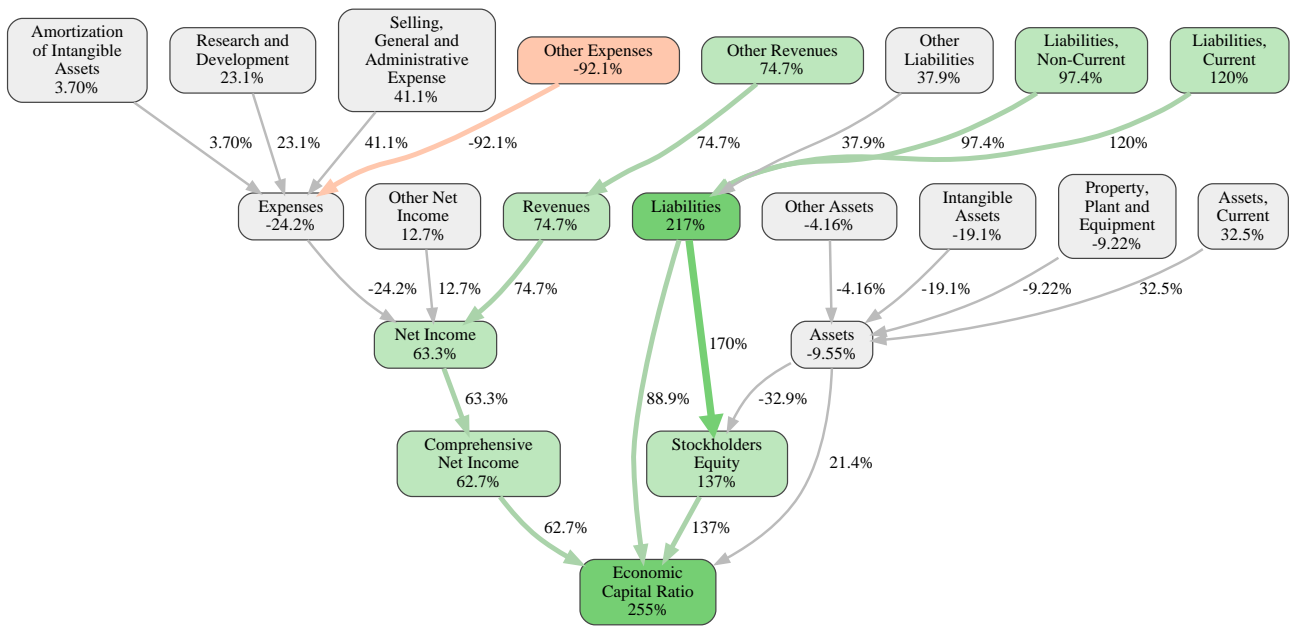 Amortization
of Intangible
Assets
3.70%
Research and
Development
23.1%
Selling,
General and
Administrative
Expense
41.1%
Other Expenses
-92.1%
Other Revenues
74.7%
Other
Liabilities
37.9%
Liabilities,
Non-Current
97.4%
Liabilities,
Current
120%
3.70%
23.1%
41.1%
-92.1%
74.7%
37.9%
97.4%
120%
Expenses
-24.2%
Other Net
Income
12.7%
Revenues
74.7%
Liabilities
217%
Other Assets
-4.16%
Intangible
Assets
-19.1%
Property,
Plant and
Equipment
-9.22%
Assets,
Current
32.5%
-24.2%
12.7%
74.7%
-4.16%
-19.1%
-9.22%
32.5%
Net Income
63.3%
170%
Assets
-9.55%
63.3%
88.9%
-32.9%
Comprehensive
Net Income
62.7%
Stockholders
Equity
137%
21.4%
62.7%
137%
Economic
Capital Ratio
255%